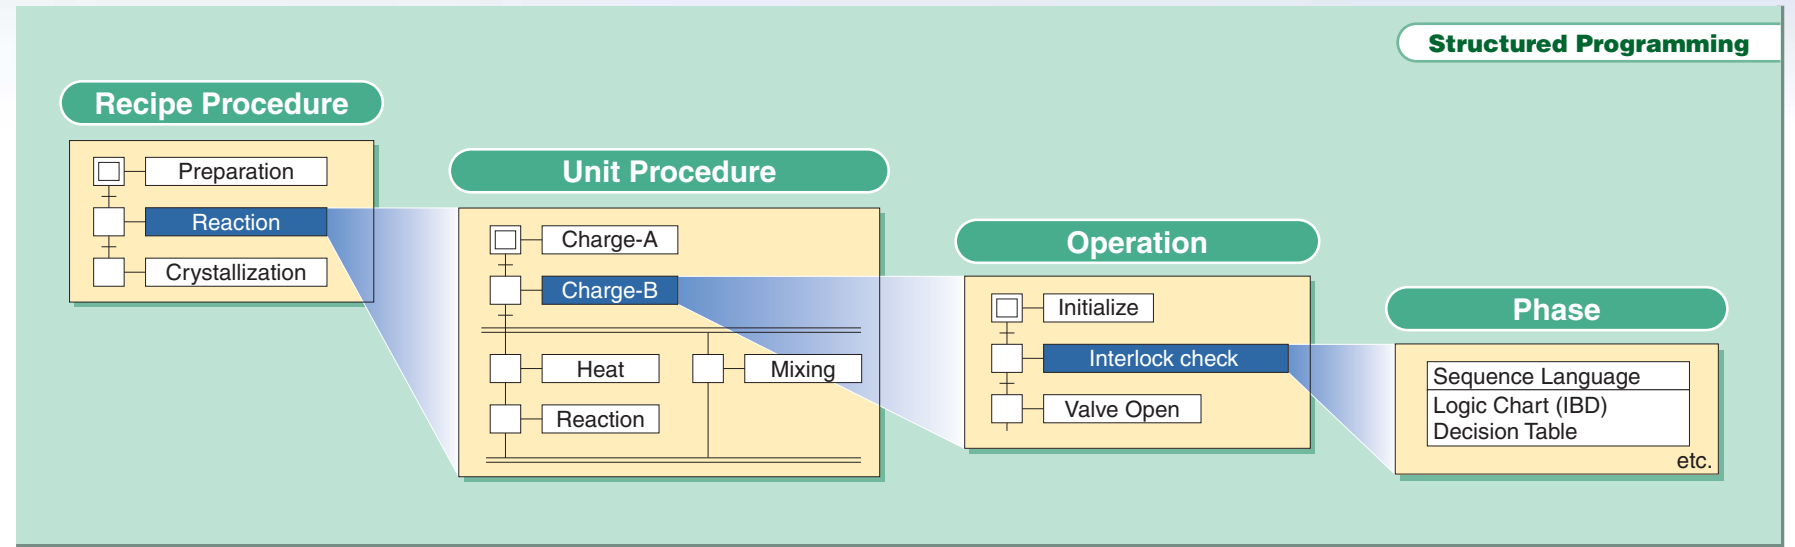 Structured Programming
Recipe Procedure
Preparation
Reaction
Crystallization
Unit Procedure
Charge-A
Charge-B
Heat
Mixing
Reaction
Operation
Initialize
Interlock check
Valve Open
Phase
Sequence Language
Logic Chart (IBD)
Decision Table
etc.